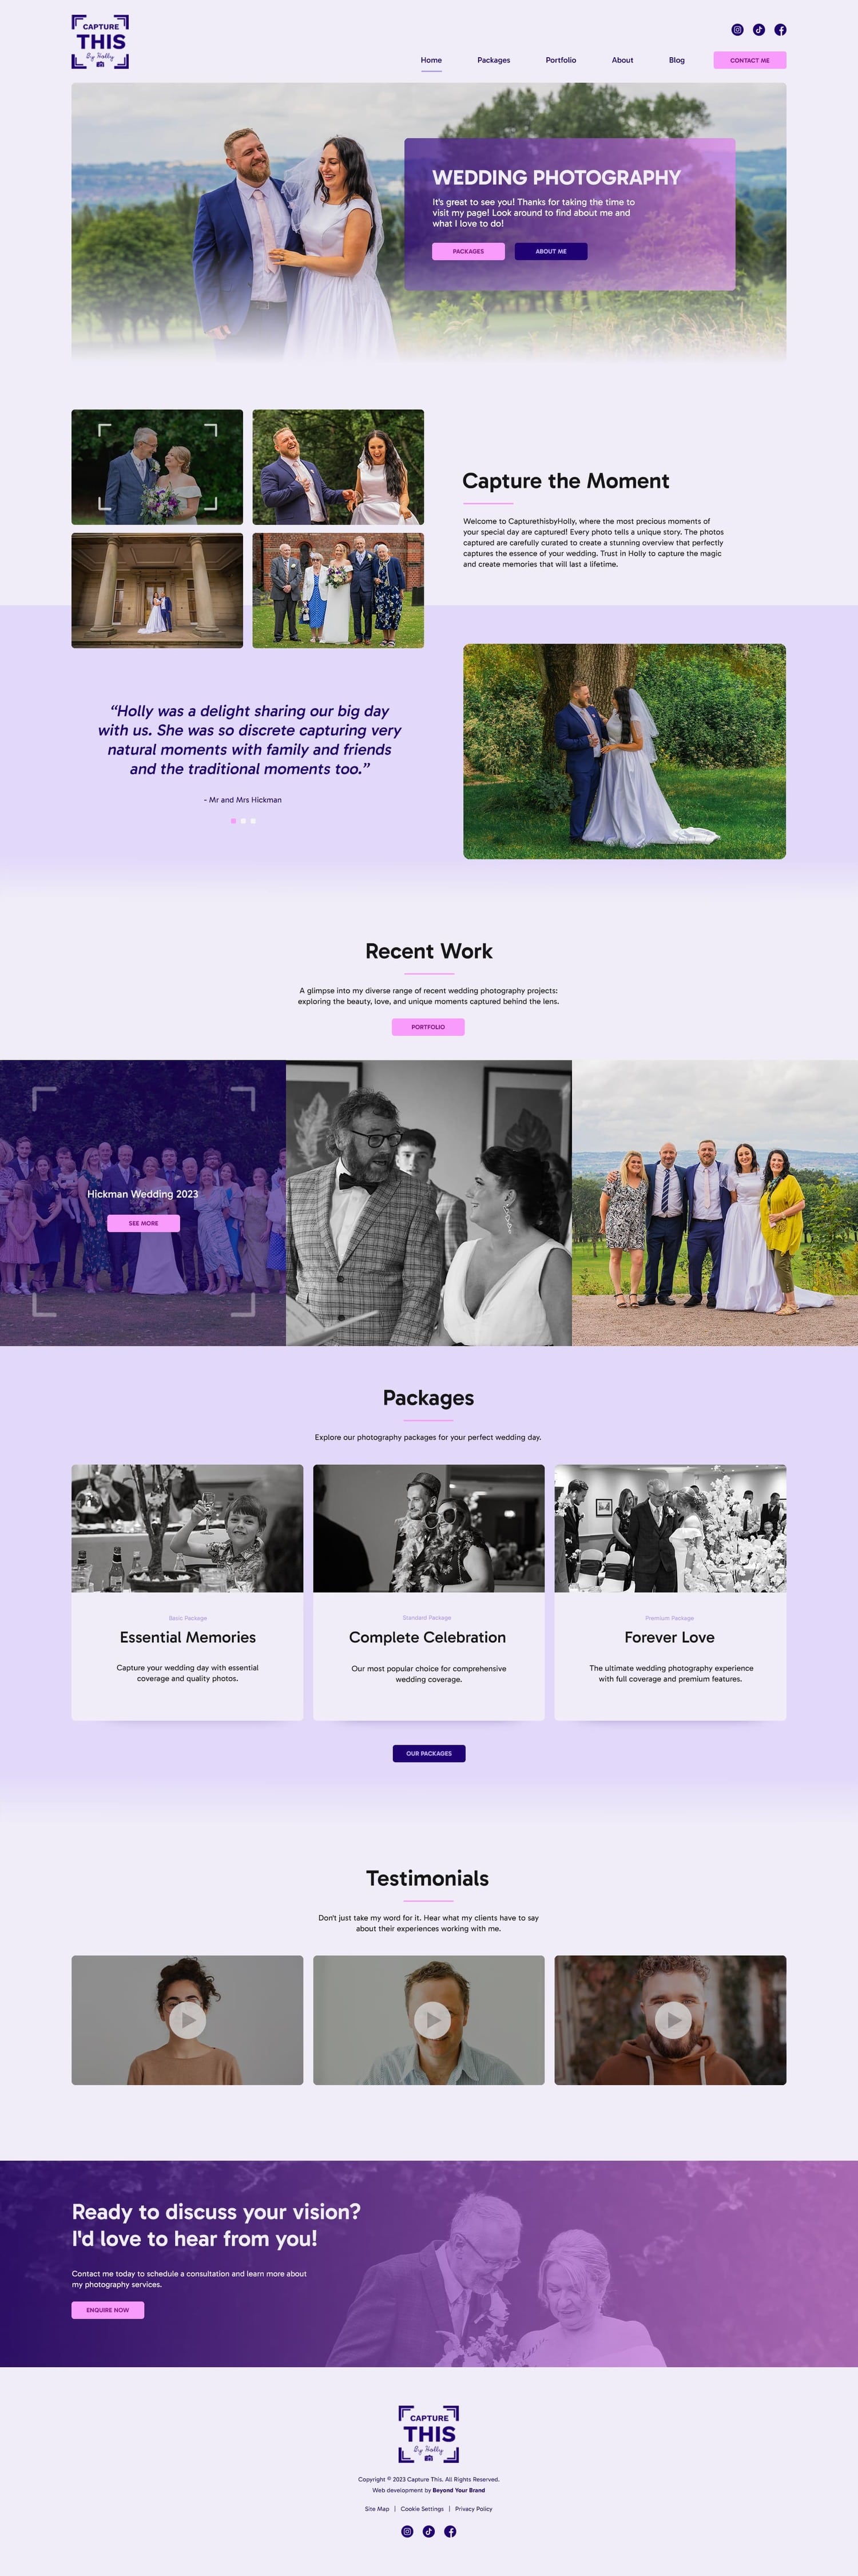 CAPTURE
THIS
By Holly
Home
Packages
Portfolio
About
Blog
CONTACT ME
WEDDING PHOTOGRAPHY
It's great to see you! Thanks for taking the time to
visit my page! Look around to find about me and
what I love to do!
PACKAGES
ABOUT ME
Capture the Moment
Welcome to CapturethisbyHolly, where the most precious moments of
your special day are captured! Every photo tells a unique story. The photos
captured are carefully curated to create a stunning overview that perfectly
captures the essence of your wedding. Trust in Holly to capture the magic
and create memories that will last a lifetime.
“Holly was a delight sharing our big day
with us. She was so discrete capturing very
natural moments with family and friends
and the traditional moments too.”
- Mr and Mrs Hickman
Recent Work
A glimpse into my diverse range of recent wedding photography projects:
exploring the beauty, love, and unique moments captured behind the lens.
PORTFOLIO
Hickman Wedding 2023
SEE MORE
Packages
Explore our photography packages for your perfect wedding day.
Basic Package
Essential Memories
Capture your wedding day with essential
coverage and quality photos.
Standard Package
Complete Celebration
Our most popular choice for comprehensive
wedding coverage.
Premium Package
Forever Love
The ultimate wedding photography experience
with full coverage and premium features.
OUR PACKAGES
Testimonials
Don't just take my word for it. Hear what my clients have to say
about their experiences working with me.
Ready to discuss your vision?
I'd love to hear from you!
Contact me today to schedule a consultation and learn more about
my photography services.
ENQUIRE NOW
CAPTURE
THIS
By Holly
Copyright © 2023 Capture This. All Rights Reserved.
Web development by Beyond Your Brand
Site Map | Cookie Settings | Privacy Policy